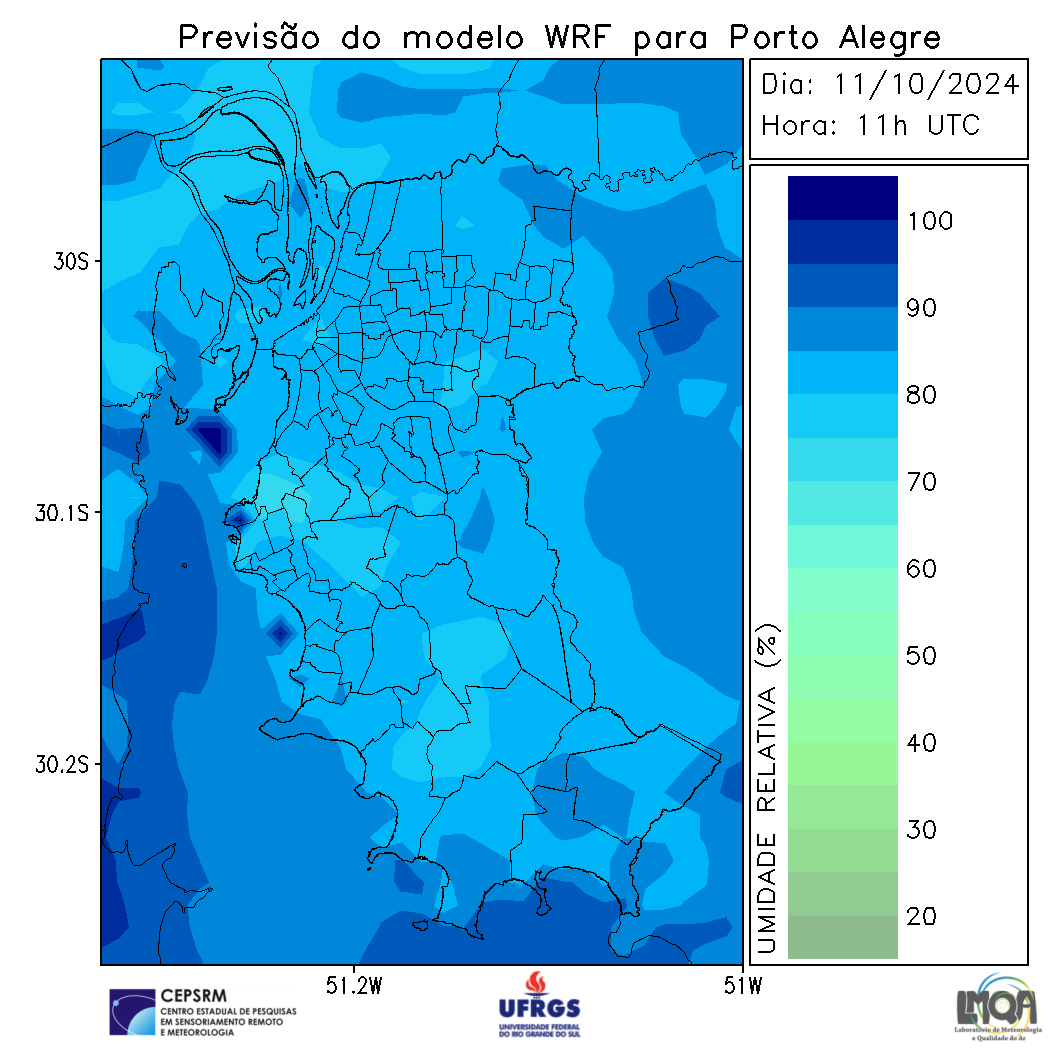 Previsão do modelo WRF para Porto Alegre
Dia: 11/10/2024
Hora: 11h UTC
30S
30.1S
30.2S
51.2W
51W
100
90
80
70
60
50
40
30
20
UMIDADE RELATIVA (%)
CEPSRM
CENTRO ESTADUAL DE PESQUISAS
EM SENSORIAMENTO REMOTO
E METEOROLOGIA
UFRGS
UNIVERSIDADE FEDERAL
DO RIO GRANDE DO SUL
LMQA
Laboratório de Meteorologia
e Qualidade do Ar